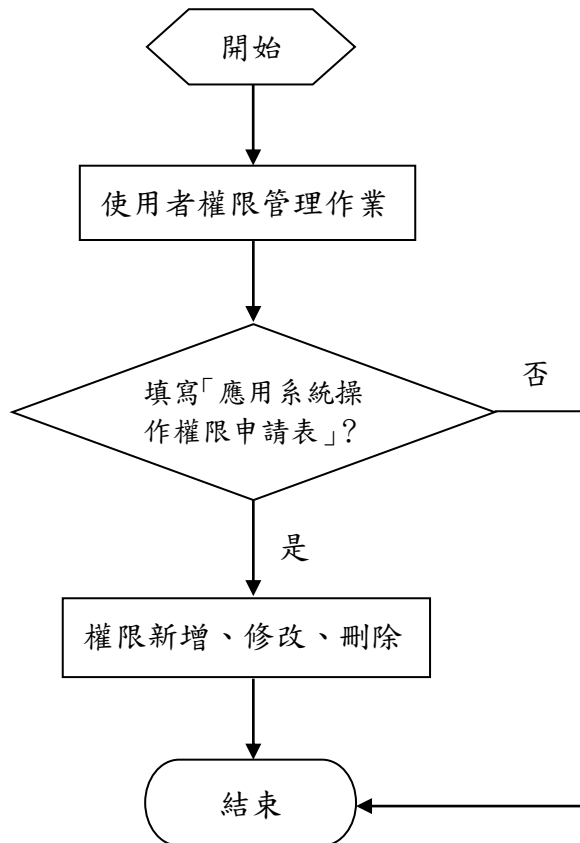 開始
使用者權限管理作業
填寫「應用系統操
作權限申請表」?
否
是
權限新增、修改、刪除
結束